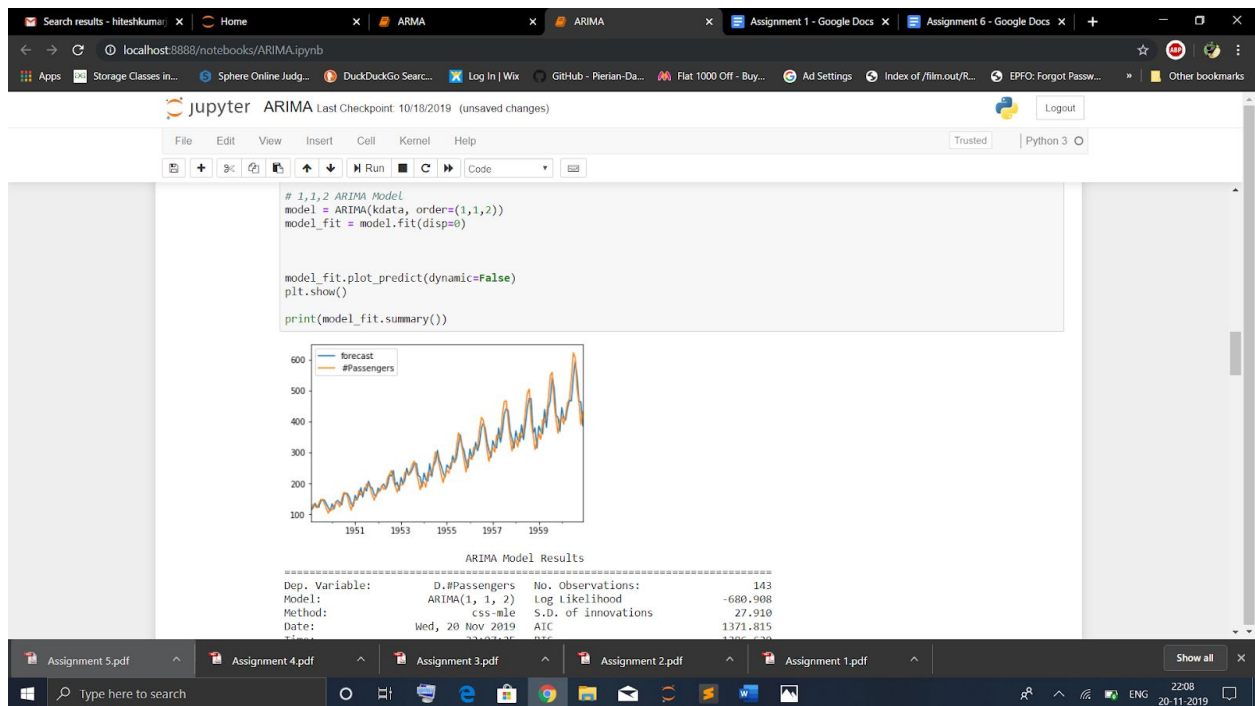 Search results - hiteshkumarj
Home
ARMA
ARIMA
Assignment 1 - Google Docs
Assignment 6 - Google Docs
localhost:8888/notebooks/ARIMA.ipynb
ABP
Apps Storage Classes in... Sphere Online Judg... DuckDuckGo Searc... Log In | Wix GitHub - Pierian-Da... Flat 1000 Off - Buy... Ad Settings Index of /film.out/R... EPFO: Forgot Passw... » Other bookmarks
jupyter ARIMA Last Checkpoint: 10/18/2019 (unsaved changes) Logout
File Edit View Insert Cell Kernel Help Trusted Python 3
Run Code
# 1,1,2 ARIMA Model
model = ARIMA(kdata, order=(1,1,2))
model_fit = model.fit(disp=0)
model_fit.plot_predict(dynamic=False)
plt.show()
print(model_fit.summary())
forecast
#Passengers
600
500
400
300
200
100
1951 1953 1955 1957 1959
ARIMA Model Results
==============================================================================
Dep. Variable: D.#Passengers No. Observations: 143
Model: ARIMA(1, 1, 2) Log Likelihood -680.908
Method: css-mle S.D. of innovations 27.910
Date: Wed, 20 Nov 2019 AIC 1371.815
Assignment 5.pdf Assignment 4.pdf Assignment 3.pdf Assignment 2.pdf Assignment 1.pdf Show all
Type here to search ENG 22:08
20-11-2019